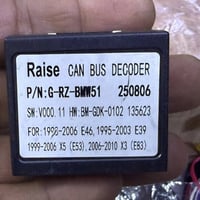 Raise CAN BUS DECODER
P/N:G-RZ-BMW51 250806
SW:V000.11 HW:BM-GDK-0102 135623
FOR:1998-2006 E46, 1995-2003 E39
1999-2006 X5 (E53), 2006-2010 X3 (E83)